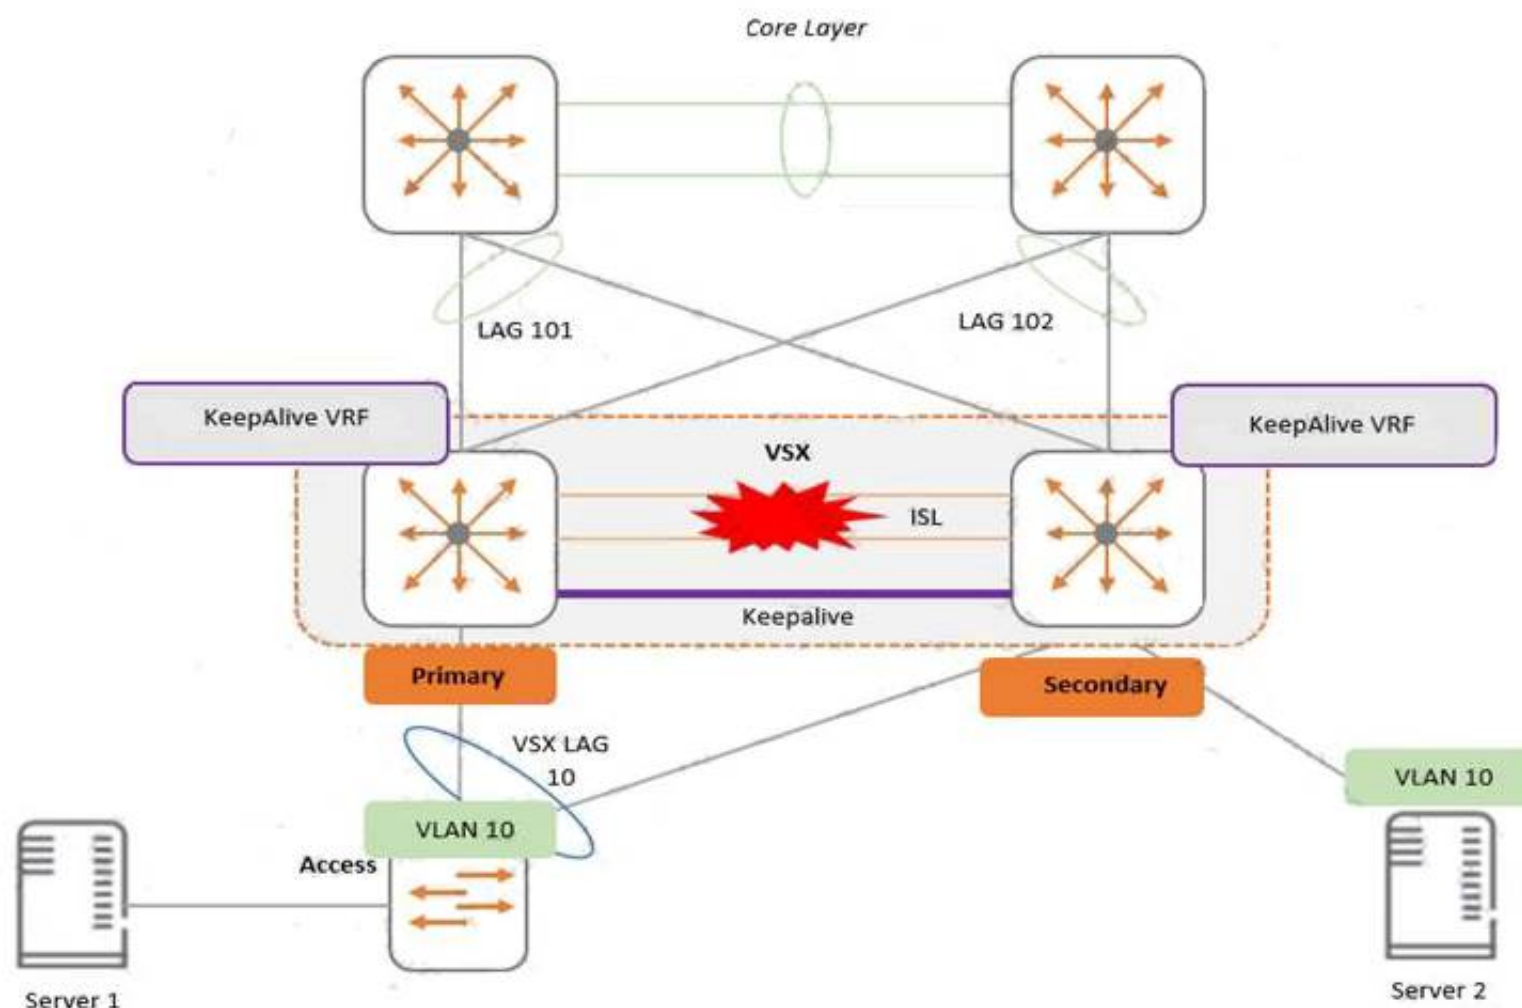 Core Layer
LAG 101
LAG 102
KeepAlive VRF
KeepAlive VRF
VSX
ISL
Keepalive
Primary
Secondary
VSX LAG
10
VLAN 10
VLAN 10
Access
Server 1
Server 2